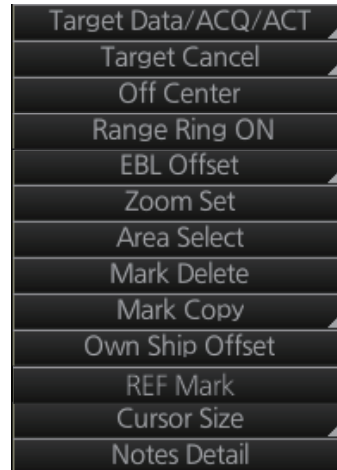 Target Data/ACQ/ACT
Target Cancel
Off Center
Range Ring ON
EBL Offset
Zoom Set
Area Select
Mark Delete
Mark Copy
Own Ship Offset
REF Mark
Cursor Size
Notes Detail